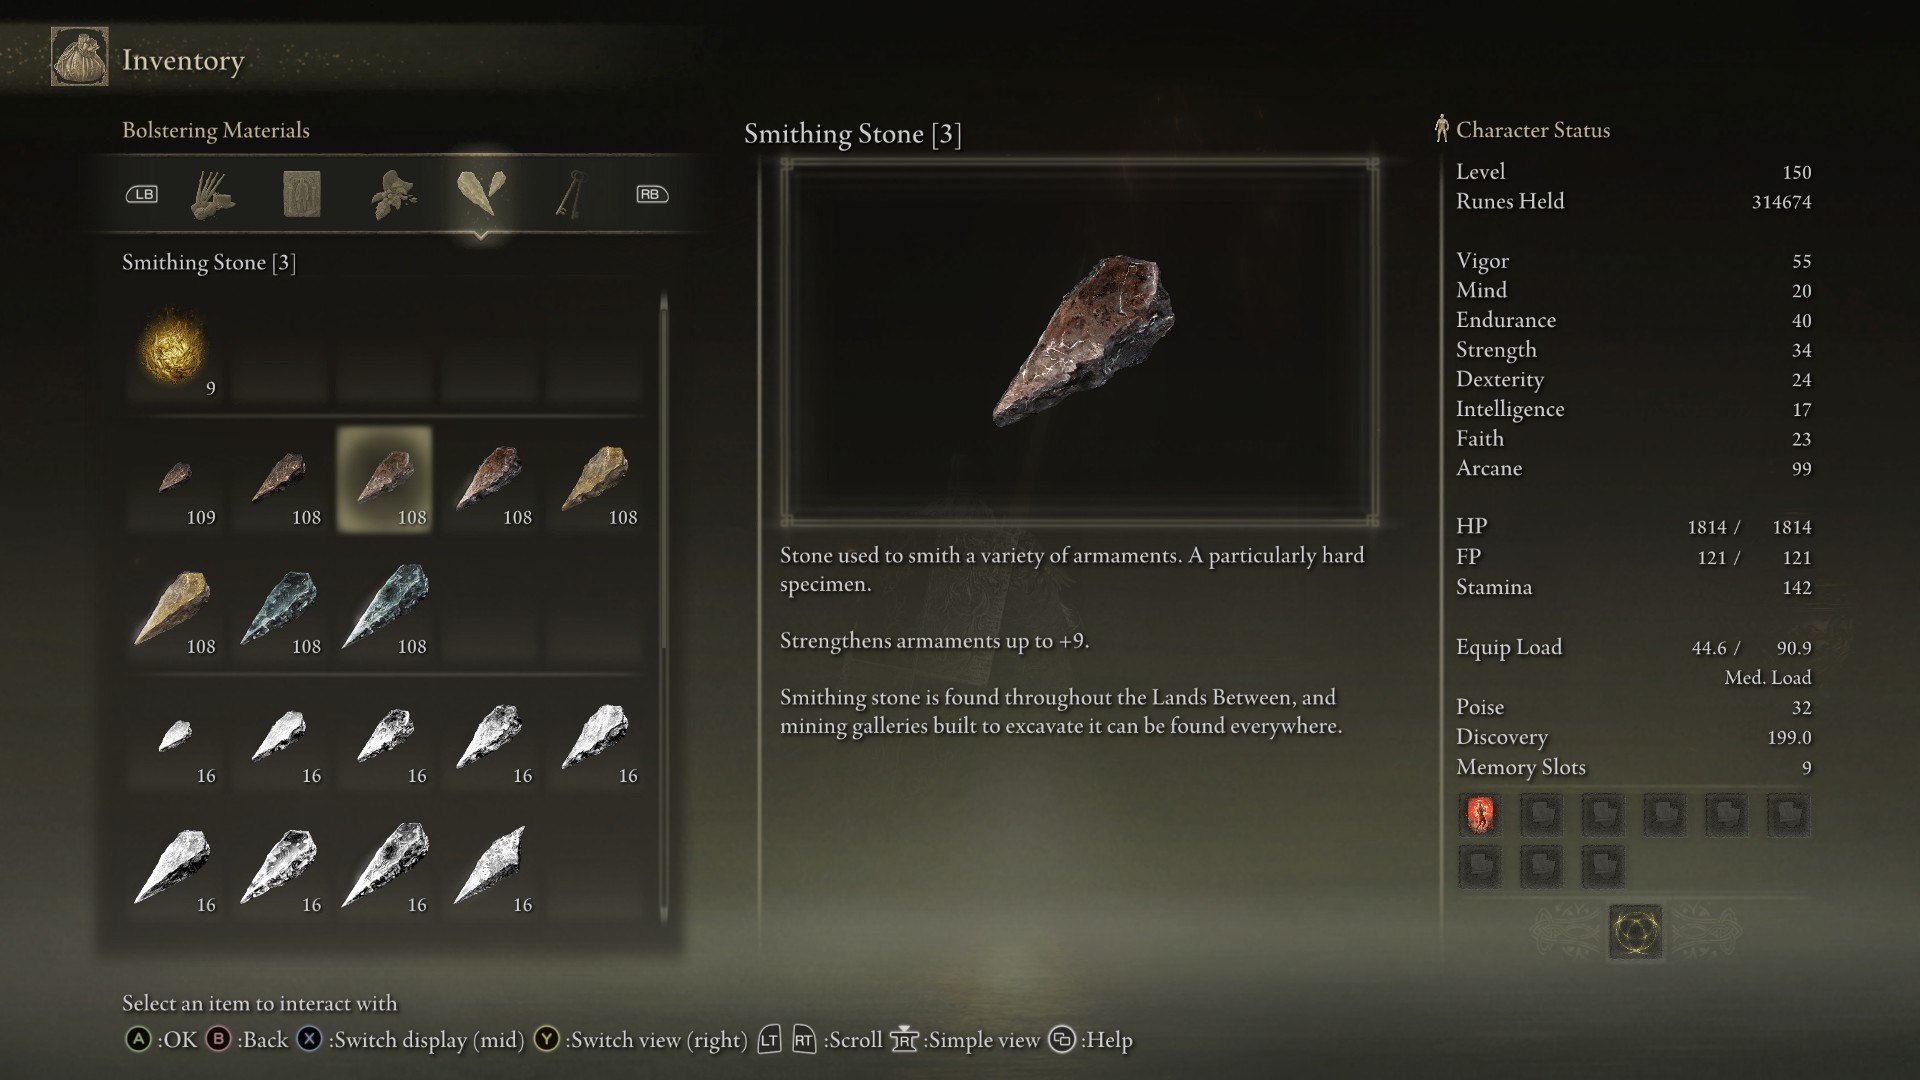 Inventory
Bolstering Materials
LB
RB
Smithing Stone [3]
9
109 108 108 108 108
108 108 108
16 16 16 16 16
16 16 16 16
Smithing Stone [3]
Stone used to smith a variety of armaments. A particularly hard
specimen.
Strengthens armaments up to +9.
Smithing stone is found throughout the Lands Between, and
mining galleries built to excavate it can be found everywhere.
Character Status
Level 150
Runes Held 314674
Vigor 55
Mind 20
Endurance 40
Strength 34
Dexterity 24
Intelligence 17
Faith 23
Arcane 99
HP 1814 / 1814
FP 121 / 121
Stamina 142
Equip Load 44.6 / 90.9
Med. Load
Poise 32
Discovery 199.0
Memory Slots 9
Select an item to interact with
A :OK B :Back X :Switch display (mid) Y :Switch view (right) LT RT :Scroll R :Simple view :Help